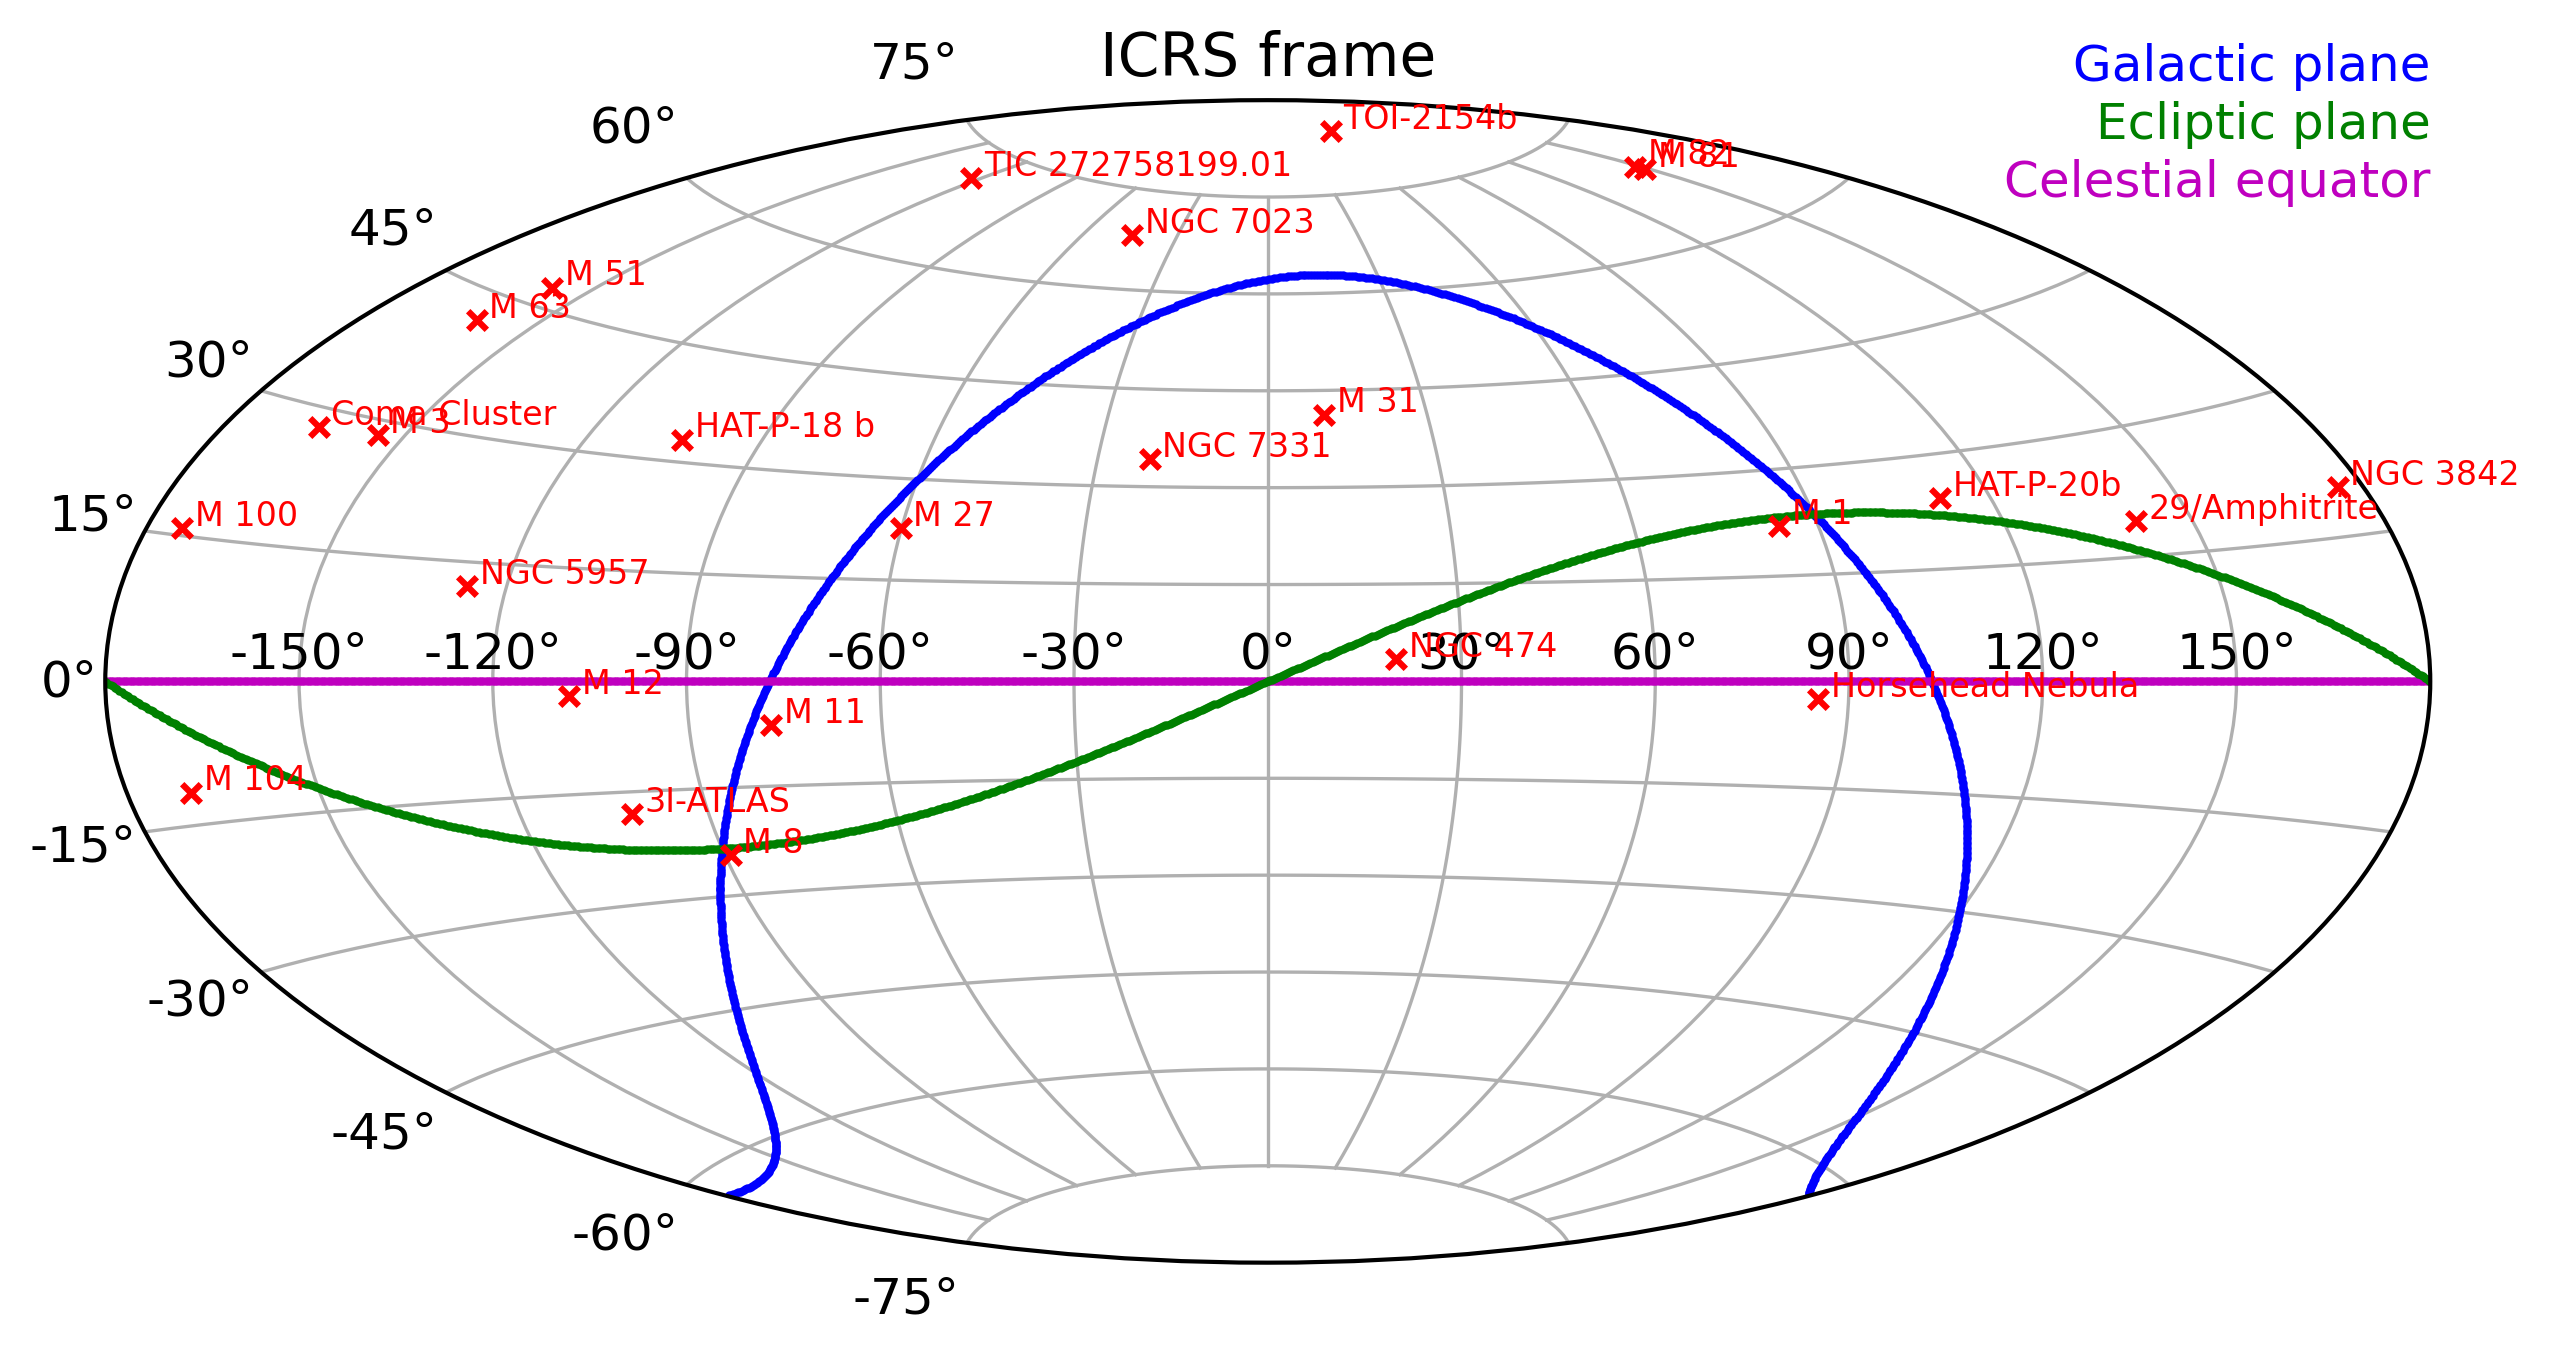 ICRS frame
Galactic plane
Ecliptic plane
Celestial equator
75°
60°
45°
30°
15°
0°
-15°
-30°
-45°
-60°
-75°
-150°
-120°
-90°
-60°
-30°
0°
30°
60°
90°
120°
150°
TOI-2154b
M 82
M 81
TIC 272758199.01
NGC 7023
M 51
M 63
Coma Cluster
M 3
HAT-P-18 b
M 31
NGC 7331
NGC 3842
HAT-P-20b
29/Amphitrite
M 1
M 100
M 27
NGC 5957
NGC 474
M 12
Horsehead Nebula
M 11
M 104
3I-ATLAS
M 8